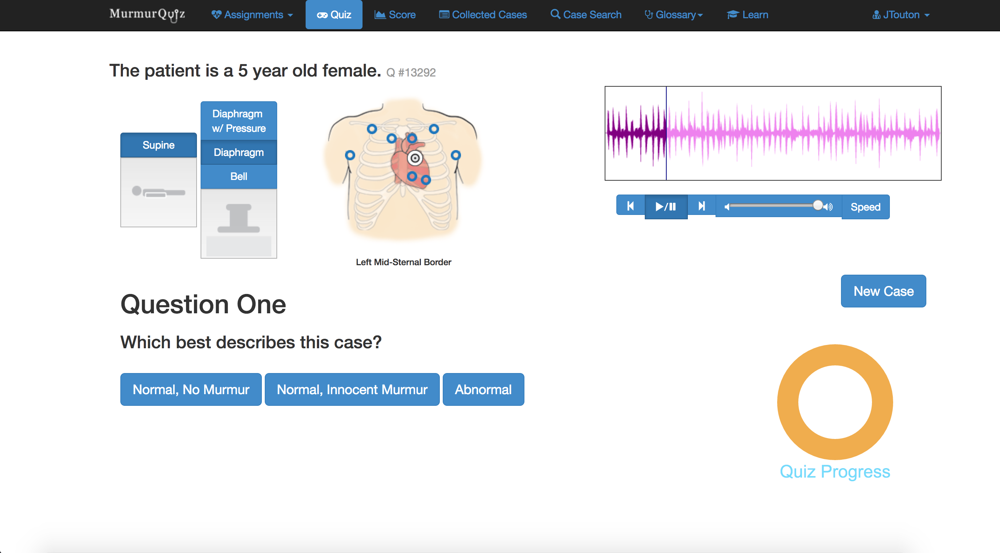 MurmurQuiz Assignments Quiz Score Collected Cases Case Search Glossary Learn JTouton
The patient is a 5 year old female. Q #13292
Supine
Diaphragm
w/ Pressure
Diaphragm
Bell
Left Mid-Sternal Border
Speed
New Case
Question One
Which best describes this case?
Normal, No Murmur Normal, Innocent Murmur Abnormal
Quiz Progress